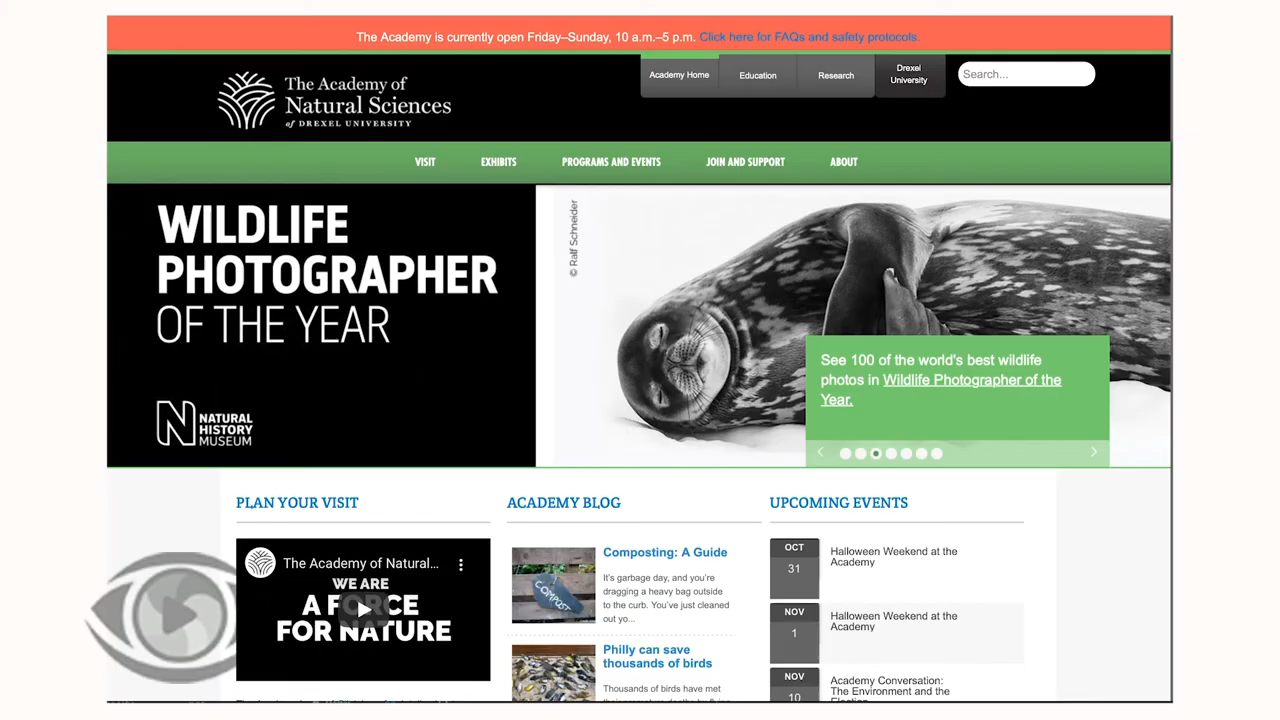 The Academy is currently open Friday–Sunday, 10 a.m.–5 p.m. Click here for FAQs and safety protocols.
The Academy of
Natural Sciences
of DREXEL UNIVERSITY
Academy Home
Education
Research
Drexel
University
Search...
VISIT
EXHIBITS
PROGRAMS AND EVENTS
JOIN AND SUPPORT
ABOUT
WILDLIFE
PHOTOGRAPHER
OF THE YEAR
N NATURAL
HISTORY
MUSEUM
© Ralf Schneider
See 100 of the world's best wildlife
photos in Wildlife Photographer of the
Year.
PLAN YOUR VISIT
The Academy of Natural...
WE ARE
A FORCE
FOR NATURE
ACADEMY BLOG
COMPOST
Composting: A Guide
It's garbage day, and you're
dragging a heavy bag outside
to the curb. You've just cleaned
out yo...
Philly can save
thousands of birds
Thousands of birds have met
UPCOMING EVENTS
OCT
31
Halloween Weekend at the
Academy
NOV
1
Halloween Weekend at the
Academy
NOV
10
Academy Conversation:
The Environment and the
Election